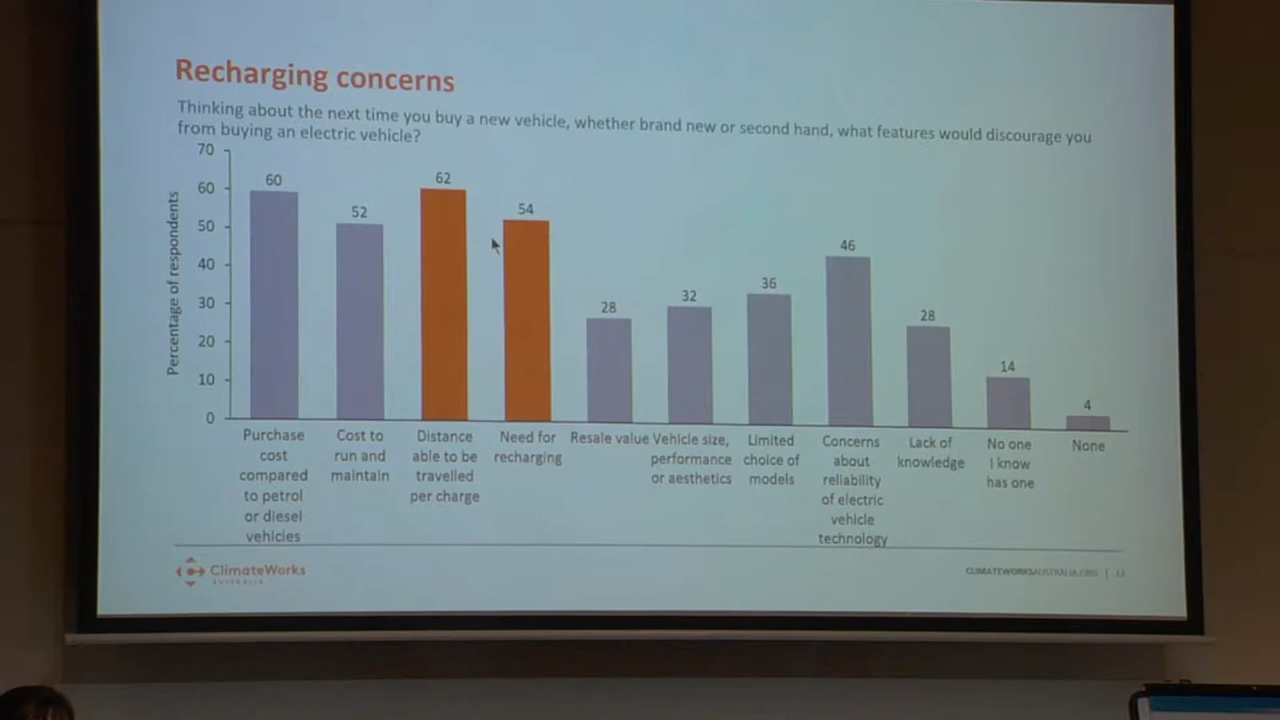 Recharging concerns
Thinking about the next time you buy a new vehicle, whether brand new or second hand, what features would discourage you
from buying an electric vehicle?
Percentage of respondents
70
60
50
40
30
20
10
0
60
52
62
54
28
32
36
46
28
14
4
Purchase
cost
compared
to petrol
or diesel
vehicles
Cost to
run and
maintain
Distance
able to be
travelled
per charge
Need for
recharging
Resale value
Vehicle size,
performance
or aesthetics
Limited
choice of
models
Concerns
about
reliability
of electric
vehicle
technology
Lack of
knowledge
No one
I know
has one
None
ClimateWorks
AUSTRALIA
CLIMATEWORKSAUSTRALIA.ORG |